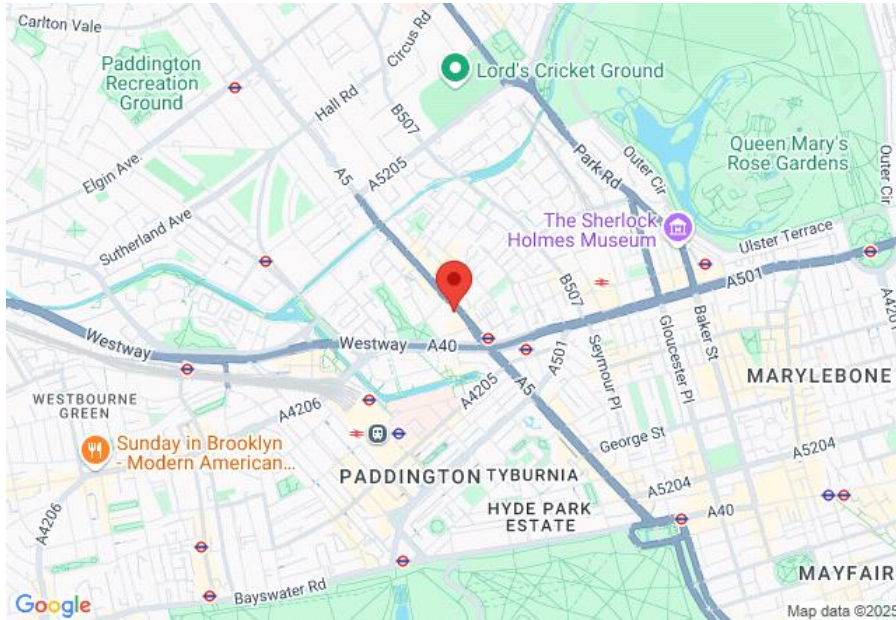 Carlton Vale
Circus Rd
Paddington
Recreation
Ground
Lord's Cricket Ground
Hall Rd
B507
Elgin Ave.
A5
A5205
Park Rd
Outer Cir
Queen Mary's
Rose Gardens
Outer Cir
Sutherland Ave
The Sherlock
Holmes Museum
Ulster Terrace
A501
B507
A420
Westway
Westway
A40
A501
Baker St
Gloucester Pl
Seymour Pl
A5
A4205
MARYLEBONE
WESTBOURNE
GREEN
A4206
Sunday in Brooklyn
- Modern American...
George St
A5204
PADDINGTON
TYBURNIA
A5204
HYDE PARK
ESTATE
A40
A4206
Bayswater Rd
MAYFAIR
Google
Map data ©2025